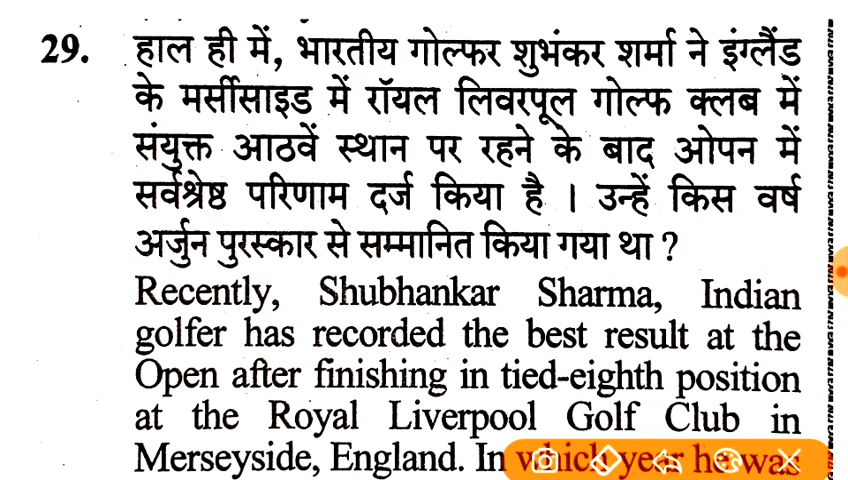 29. हाल ही में, भारतीय गोल्फर शुभंकर शर्मा ने इंग्लैंड
के मर्सीसाइड में रॉयल लिवरपूल गोल्फ क्लब में
संयुक्त आठवें स्थान पर रहने के बाद ओपन में
सर्वश्रेष्ठ परिणाम दर्ज किया है । उन्हें किस वर्ष
अर्जुन पुरस्कार से सम्मानित किया गया था ?
Recently, Shubhankar Sharma, Indian
golfer has recorded the best result at the
Open after finishing in tied-eighth position
at the Royal Liverpool Golf Club in
Merseyside, England. In which year he was